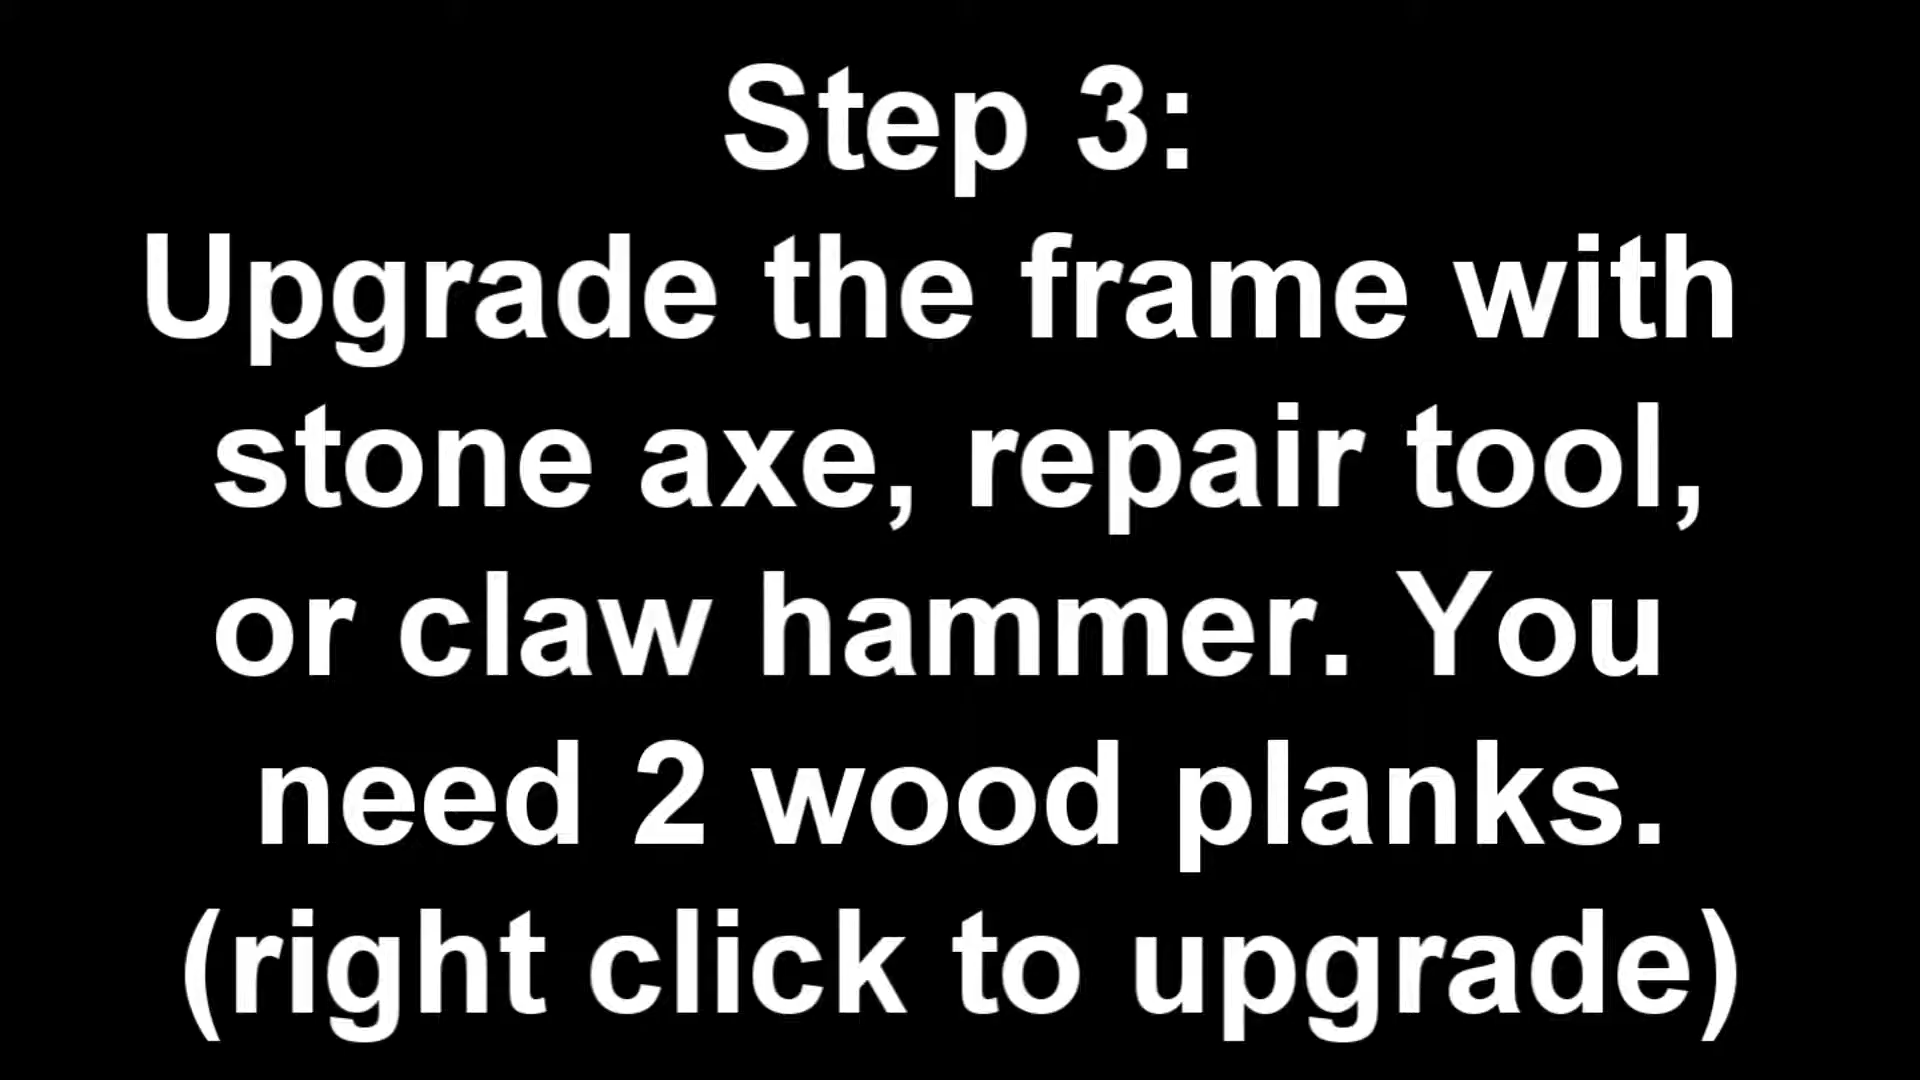 Step 3:
Upgrade the frame with
stone axe, repair tool,
or claw hammer. You
need 2 wood planks.
(right click to upgrade)